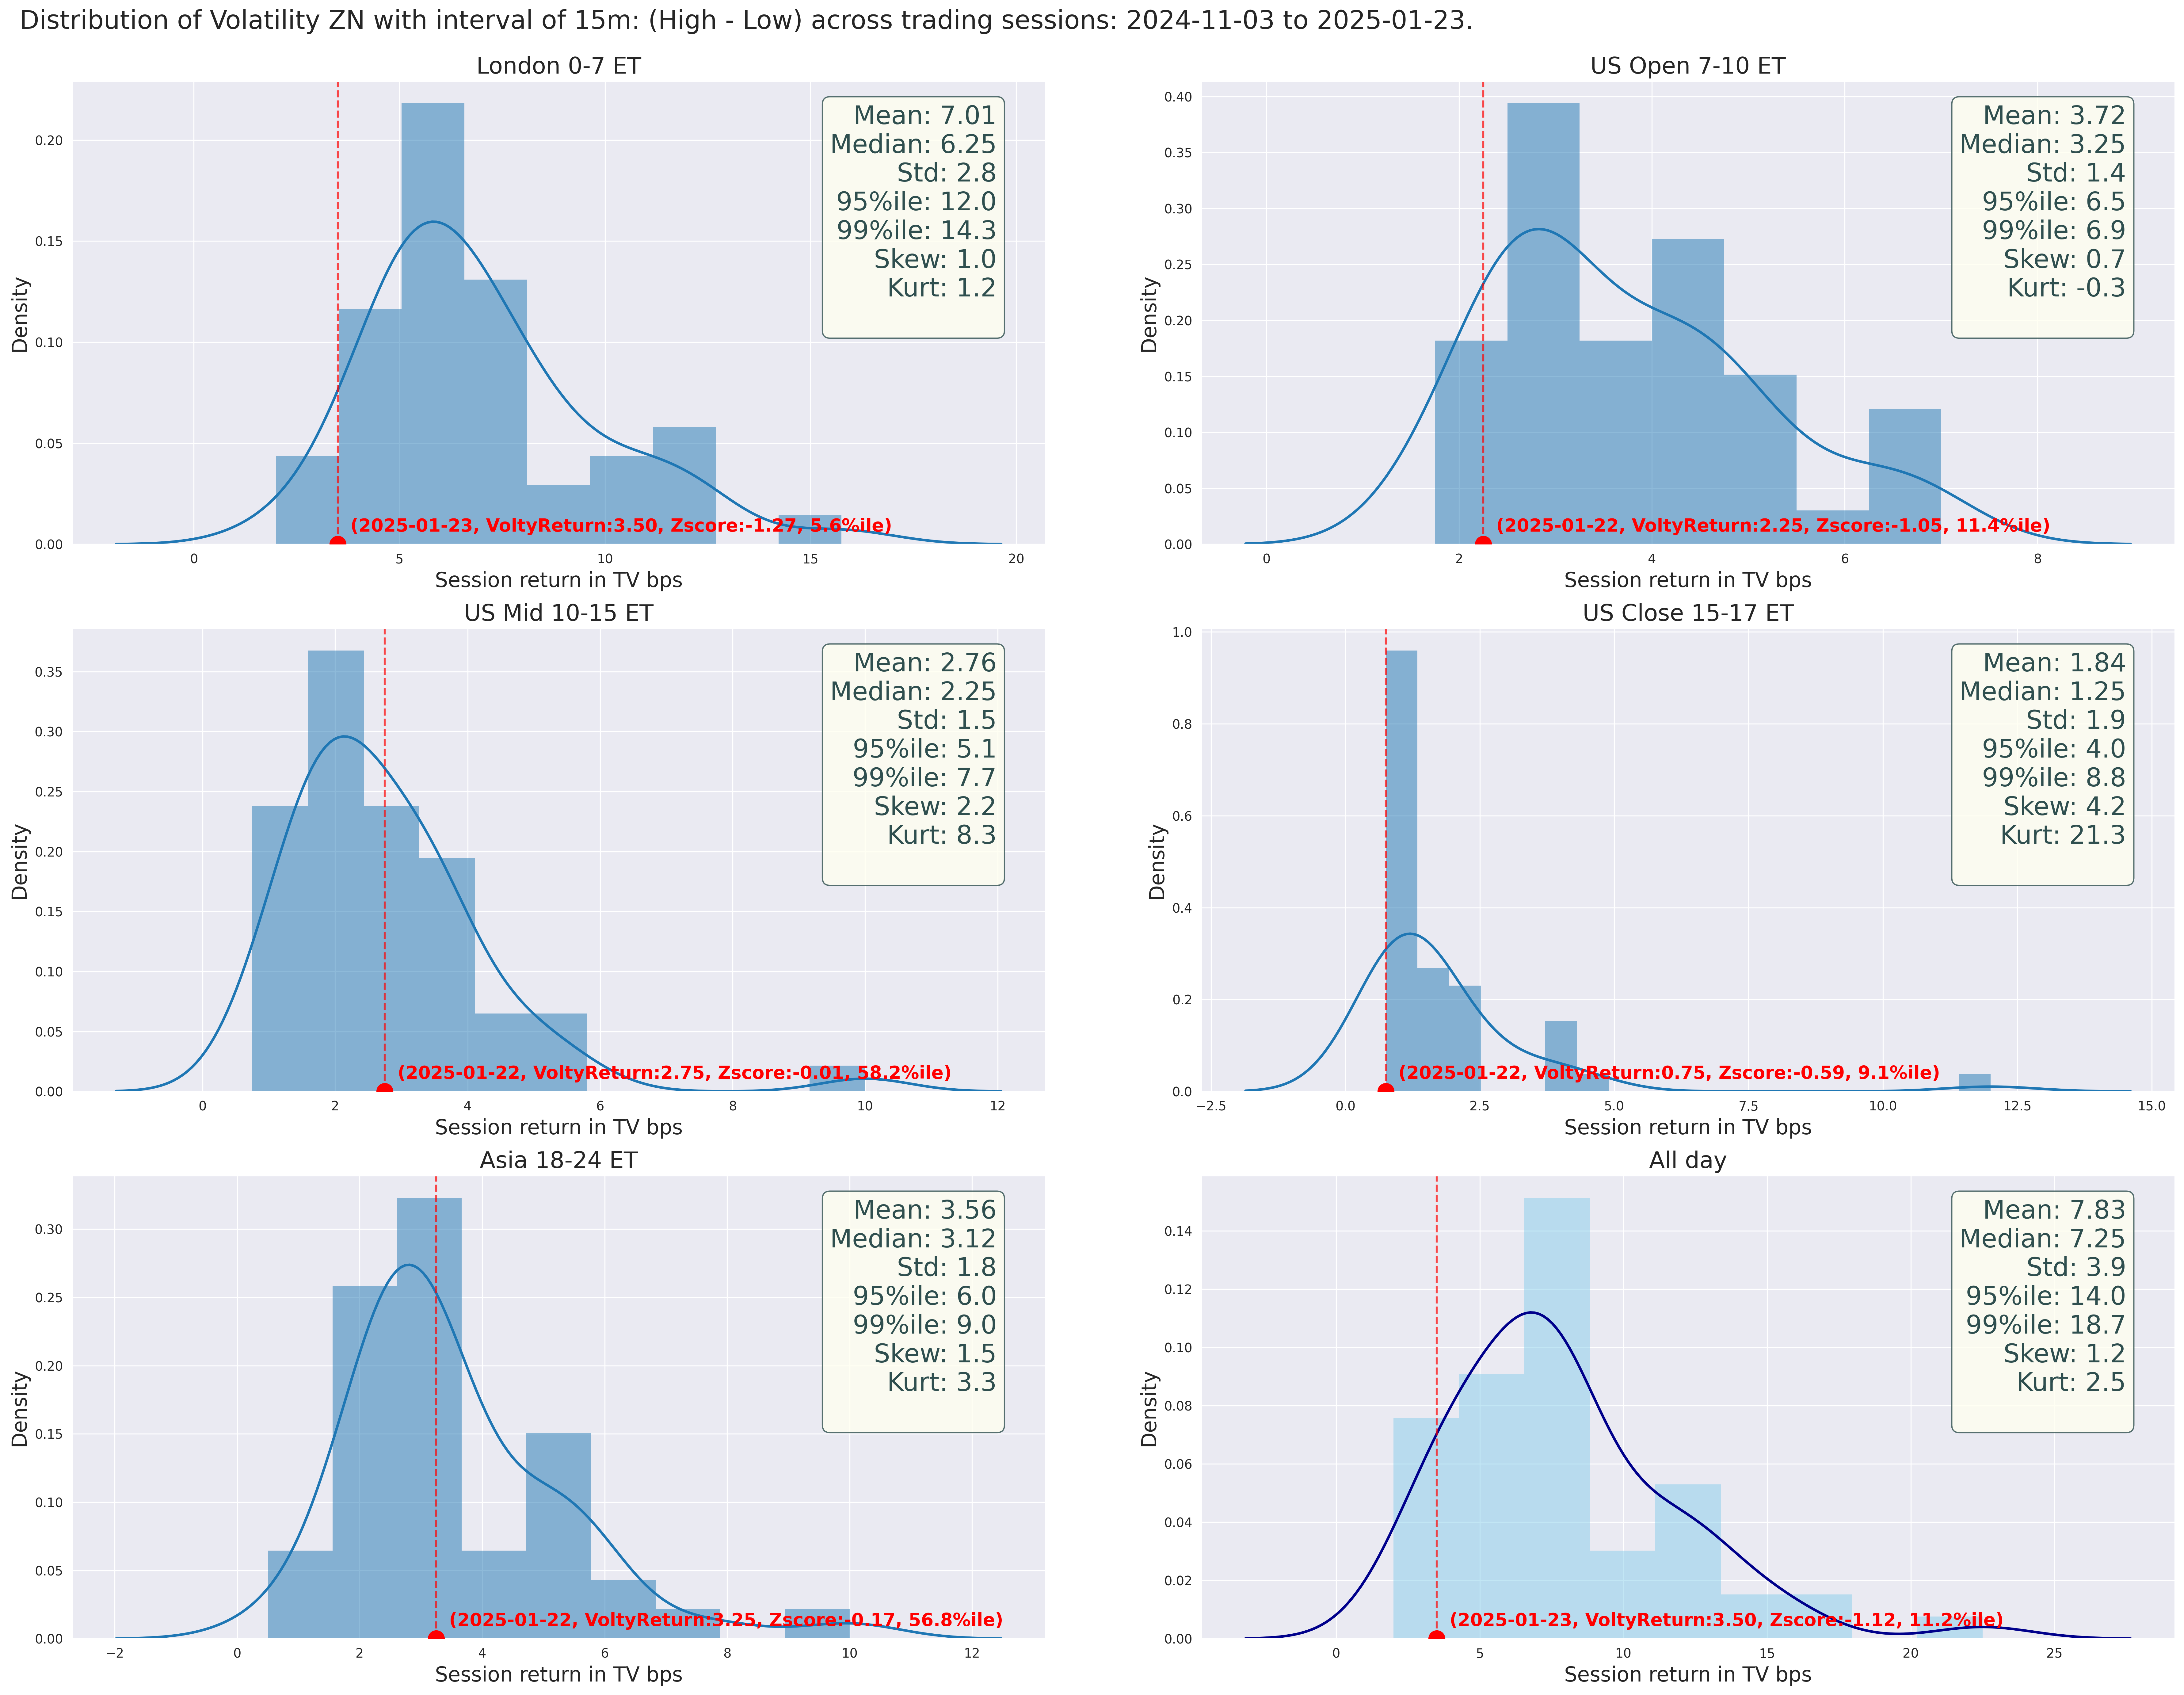 Distribution of Volatility ZN with interval of 15m: (High - Low) across trading sessions: 2024-11-03 to 2025-01-23.
London 0-7 ET
Density
0.20
0.15
0.10
0.05
0.00
Mean: 7.01
Median: 6.25
Std: 2.8
95%ile: 12.0
99%ile: 14.3
Skew: 1.0
Kurt: 1.2
(2025-01-23, VoltyReturn:3.50, Zscore:-1.27, 5.6%ile)
0 5 10 15 20
Session return in TV bps
US Open 7-10 ET
Density
0.40
0.35
0.30
0.25
0.20
0.15
0.10
0.05
0.00
Mean: 3.72
Median: 3.25
Std: 1.4
95%ile: 6.5
99%ile: 6.9
Skew: 0.7
Kurt: -0.3
(2025-01-22, VoltyReturn:2.25, Zscore:-1.05, 11.4%ile)
0 2 4 6 8
Session return in TV bps
US Mid 10-15 ET
Density
0.35
0.30
0.25
0.20
0.15
0.10
0.05
0.00
Mean: 2.76
Median: 2.25
Std: 1.5
95%ile: 5.1
99%ile: 7.7
Skew: 2.2
Kurt: 8.3
(2025-01-22, VoltyReturn:2.75, Zscore:-0.01, 58.2%ile)
0 2 4 6 8 10 12
Session return in TV bps
US Close 15-17 ET
Density
1.0
0.8
0.6
0.4
0.2
0.0
Mean: 1.84
Median: 1.25
Std: 1.9
95%ile: 4.0
99%ile: 8.8
Skew: 4.2
Kurt: 21.3
(2025-01-22, VoltyReturn:0.75, Zscore:-0.59, 9.1%ile)
−2.5 0.0 2.5 5.0 7.5 10.0 12.5 15.0
Session return in TV bps
Asia 18-24 ET
Density
0.30
0.25
0.20
0.15
0.10
0.05
0.00
Mean: 3.56
Median: 3.12
Std: 1.8
95%ile: 6.0
99%ile: 9.0
Skew: 1.5
Kurt: 3.3
(2025-01-22, VoltyReturn:3.25, Zscore:-0.17, 56.8%ile)
−2 0 2 4 6 8 10 12
Session return in TV bps
All day
Density
0.14
0.12
0.10
0.08
0.06
0.04
0.02
0.00
Mean: 7.83
Median: 7.25
Std: 3.9
95%ile: 14.0
99%ile: 18.7
Skew: 1.2
Kurt: 2.5
(2025-01-23, VoltyReturn:3.50, Zscore:-1.12, 11.2%ile)
0 5 10 15 20 25
Session return in TV bps